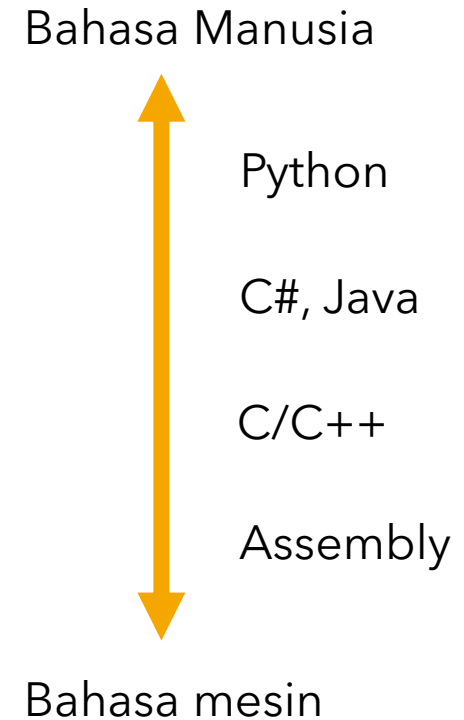 Bahasa Manusia
Python
C#, Java
C/C++
Assembly
Bahasa mesin